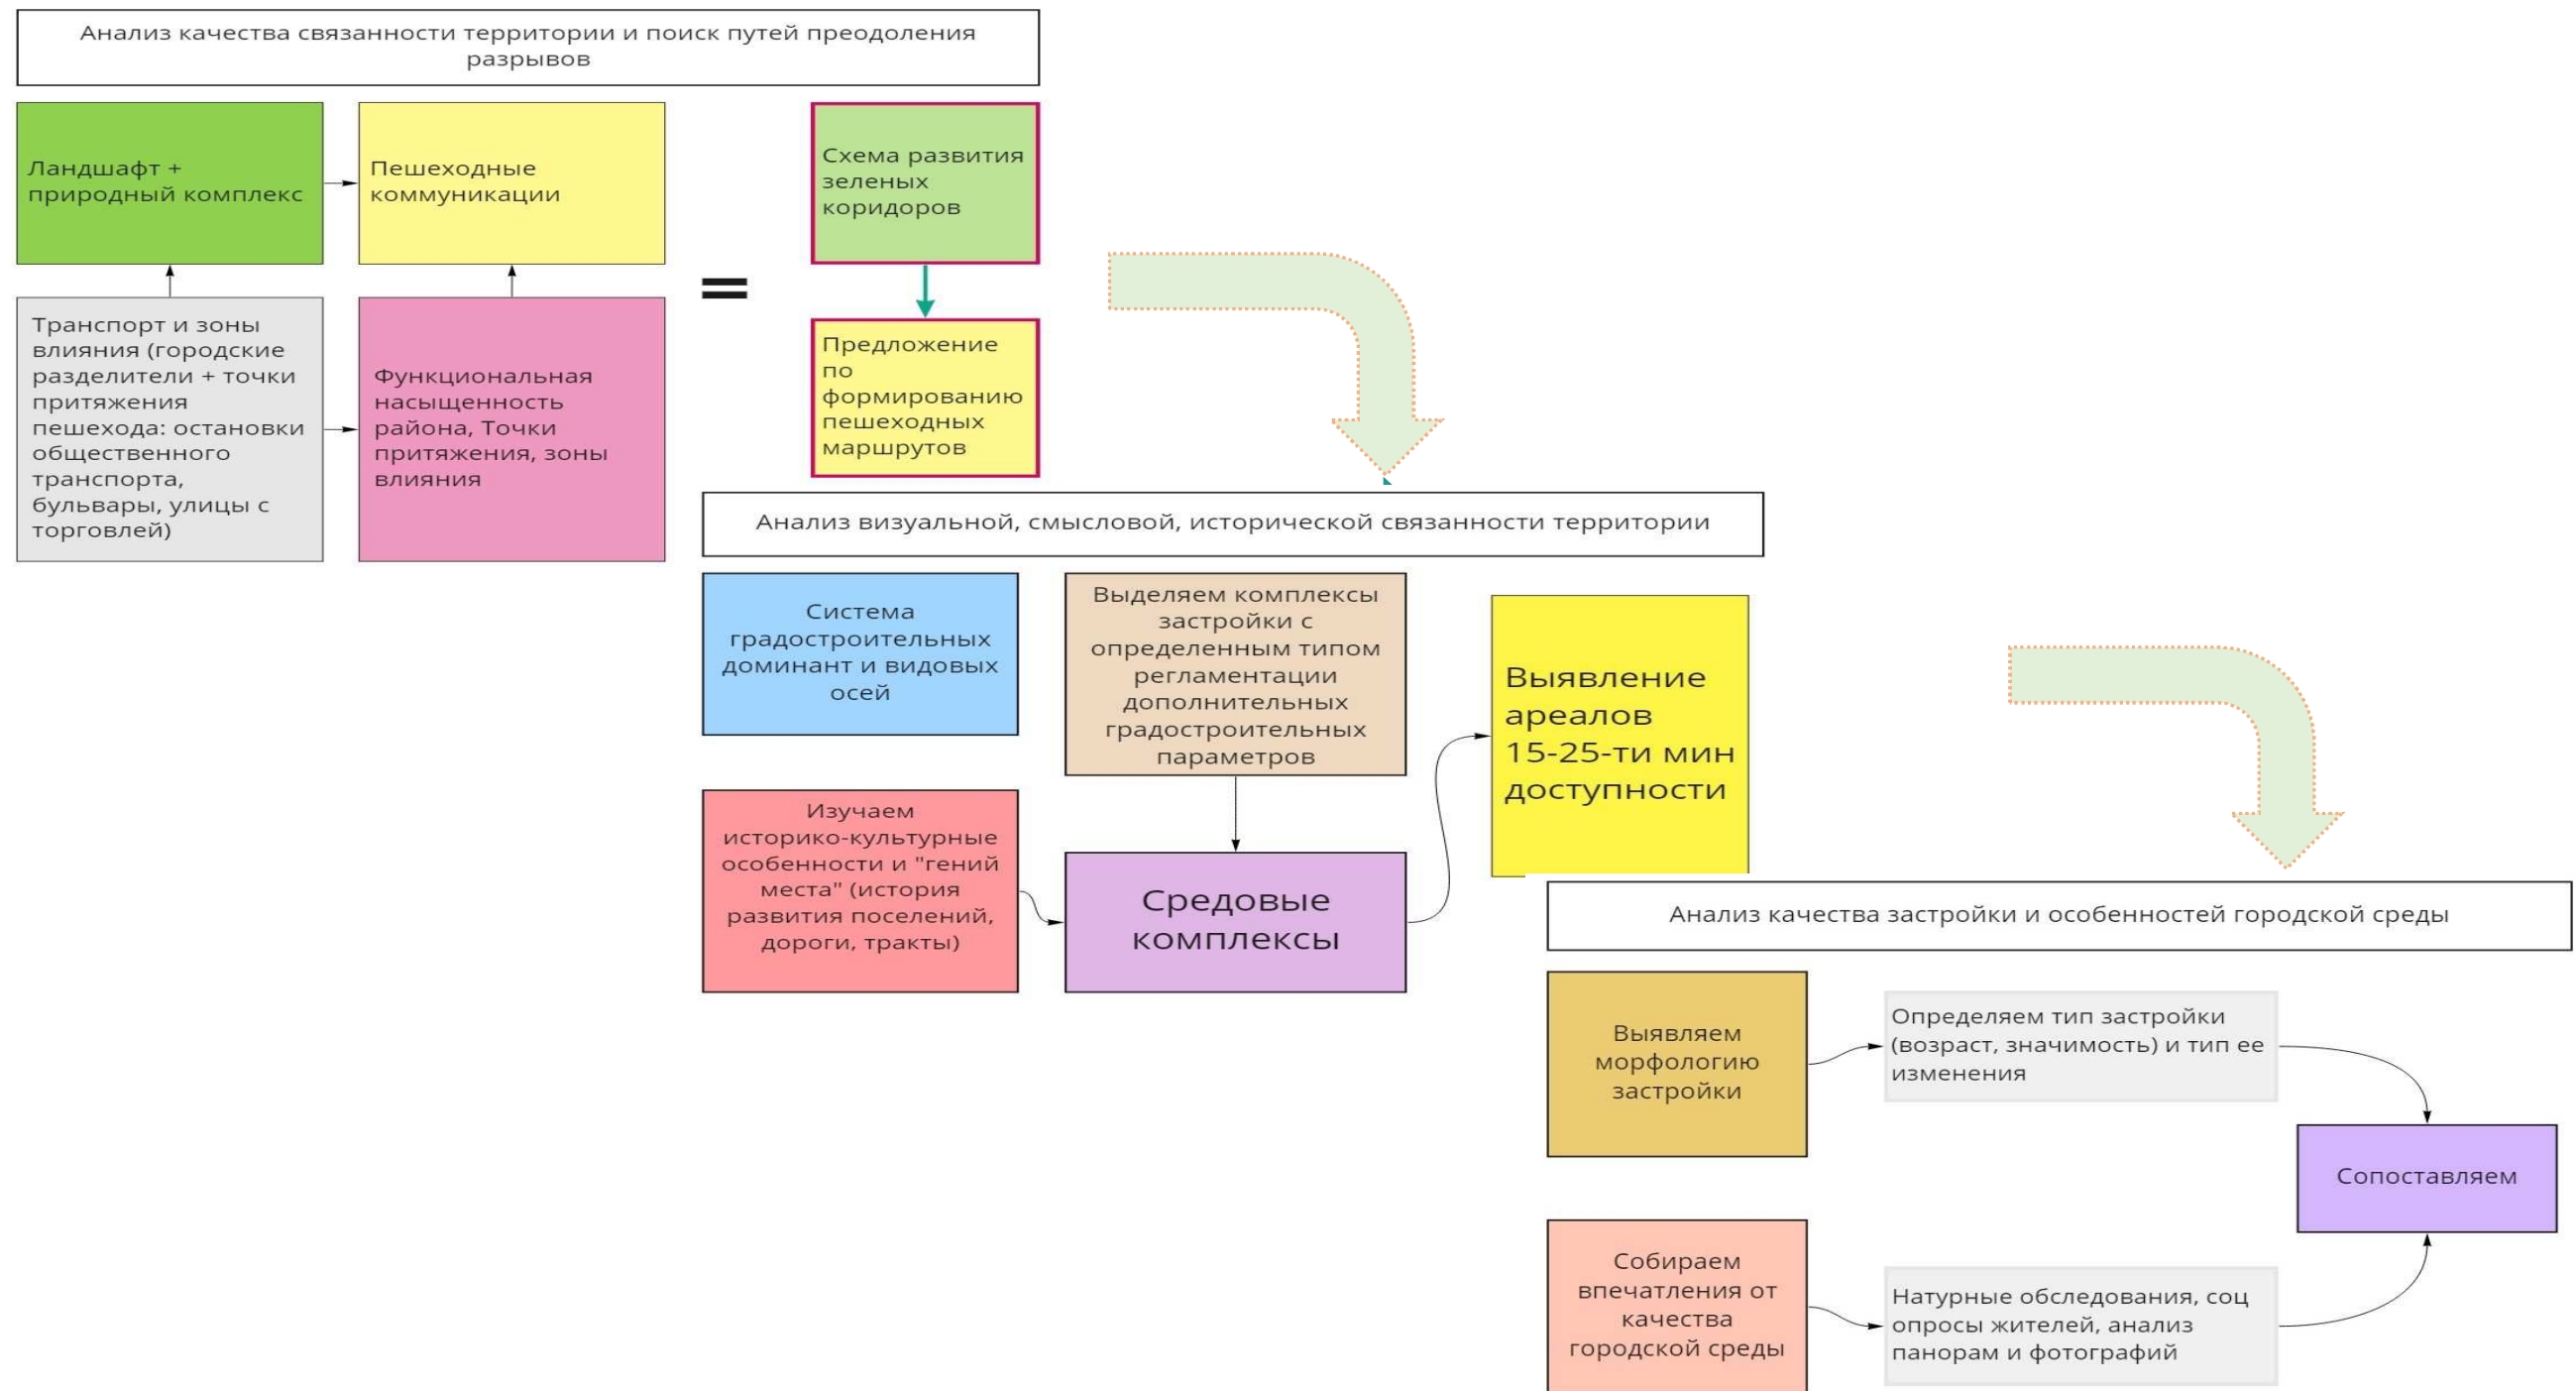 Анализ качества связанности территории и поиск путей преодоления
разрывов
Ландшафт +
природный комплекс
Пешеходные
коммуникации
Транспорт и зоны
влияния (городские
разделители + точки
притяжения
пешехода: остановки
общественного
транспорта,
бульвары, улицы с
торговлей)
Функциональная
насыщенность
района, Точки
притяжения, зоны
влияния
=
Схема развития
зеленых
коридоров
Предложение
по
формированию
пешеходных
маршрутов
Анализ визуальной, смысловой, исторической связанности территории
Система
градостроительных
доминант и видовых
осей
Изучаем
историко-культурные
особенности и "гений
места" (история
развития поселений,
дороги, тракты)
Выделяем комплексы
застройки с
определенным типом
регламентации
дополнительных
градостроительных
параметров
Средовые
комплексы
Выявление
ареалов
15-25-ти мин
доступности
Анализ качества застройки и особенностей городской среды
Выявляем
морфологию
застройки
Определяем тип застройки
(возраст, значимость) и тип ее
изменения
Собираем
впечатления от
качества
городской среды
Натурные обследования, соц
опросы жителей, анализ
панорам и фотографий
Сопоставляем